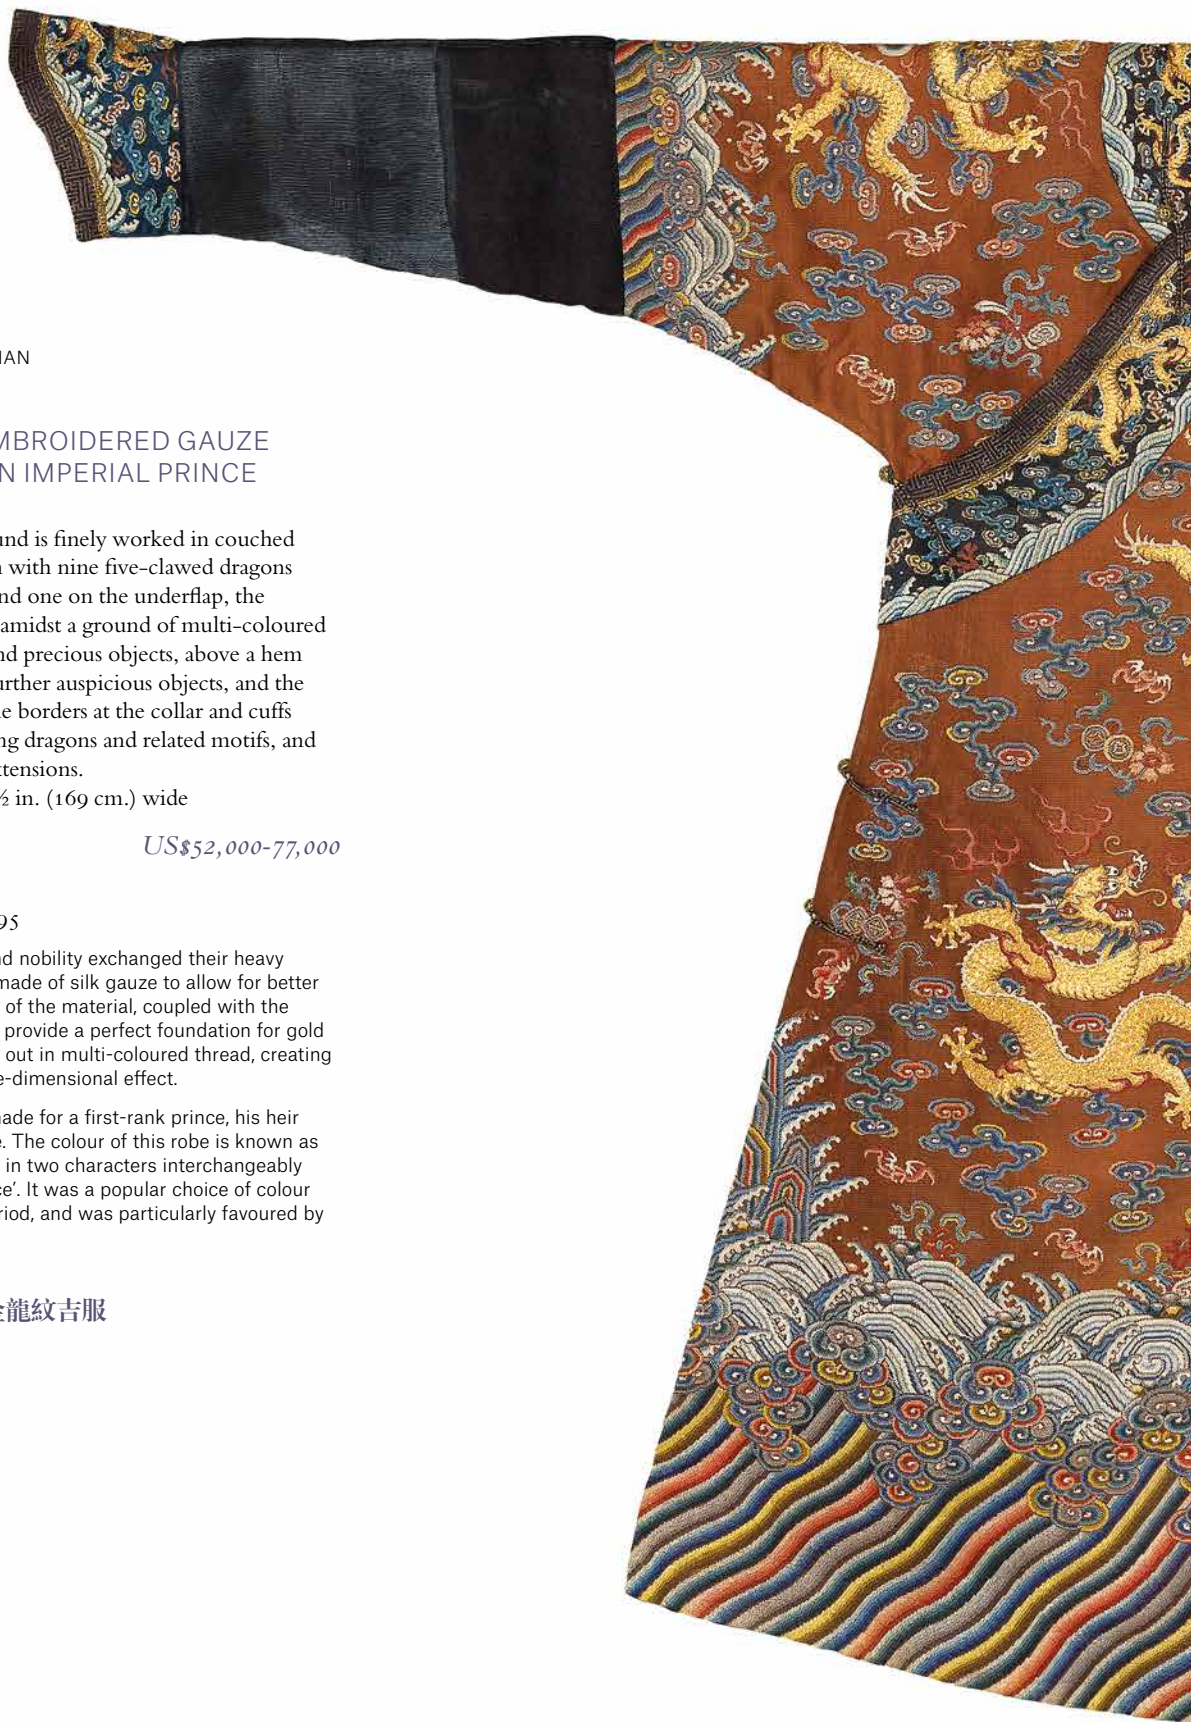 IAN
MBROIDERED GAUZE
N IMPERIAL PRINCE
und is finely worked in couched
n with nine five-clawed dragons
nd one on the underflap, the
amidst a ground of multi-coloured
nd precious objects, above a hem
urther auspicious objects, and the
e borders at the collar and cuffs
ng dragons and related motifs, and
xtensions.
½ in. (169 cm.) wide
US$52,000-77,000
95
nd nobility exchanged their heavy
made of silk gauze to allow for better
of the material, coupled with the
provide a perfect foundation for gold
out in multi-coloured thread, creating
e-dimensional effect.
made for a first-rank prince, his heir
e. The colour of this robe is known as
in two characters interchangeably
ce’. It was a popular choice of colour
riod, and was particularly favoured by
龍紋吉服